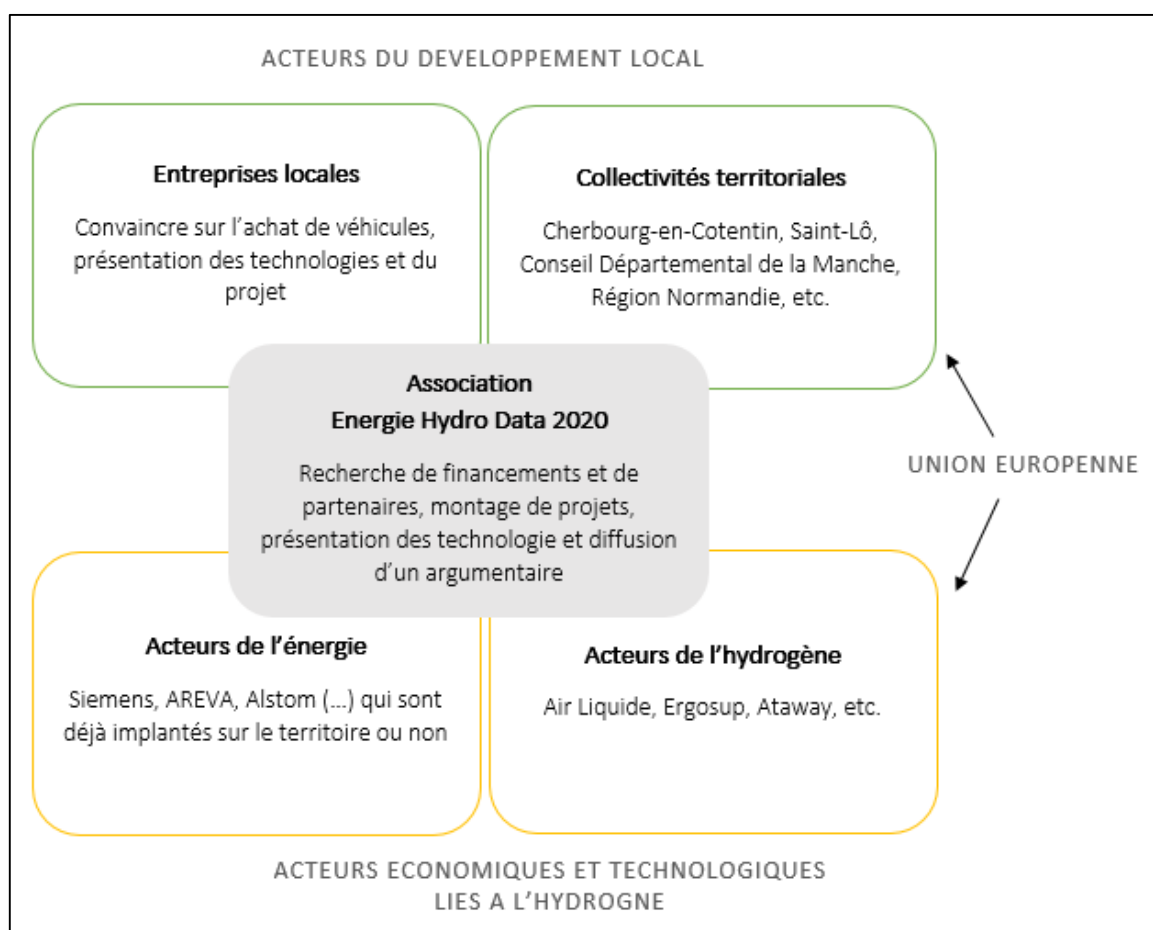 ACTEURS DU DEVELOPPEMENT LOCAL
Entreprises locales
Convaincre sur l’achat de véhicules,
présentation des technologies et du
projet
Collectivités territoriales
Cherbourg-en-Cotentin, Saint-Lô,
Conseil Départemental de la Manche,
Région Normandie, etc.
Association
Energie Hydro Data 2020
Recherche de financements et de
partenaires, montage de projets,
présentation des technologie et diffusion
d’un argumentaire
UNION EUROPENNE
Acteurs de l’énergie
Siemens, AREVA, Alstom (...) qui sont
déjà implantés sur le territoire ou non
Acteurs de l’hydrogène
Air Liquide, Ergosup, Ataway, etc.
ACTEURS ECONOMIQUES ET TECHNOLOGIQUES
LIES A L’HYDROGNE